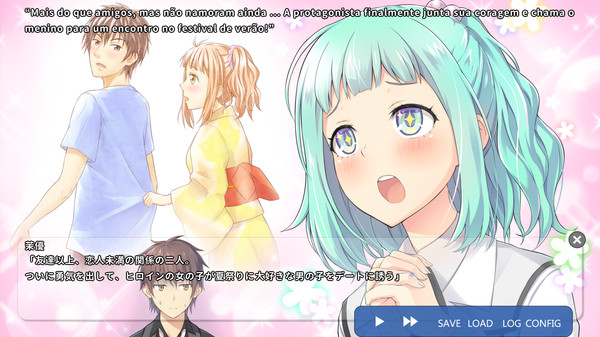 "Mais do que amigos, mas não namoram ainda ... A protagonista finalmente junta sua coragem e chama o
menino para um encontro no festival de verão!"
茉優
「友達以上、恋人未満の関係の二人.
ついに勇気を出して、ヒロインの女の子が夏祭りに大好きな男の子をデートに誘う」
SAVE LOAD LOG CONFIG